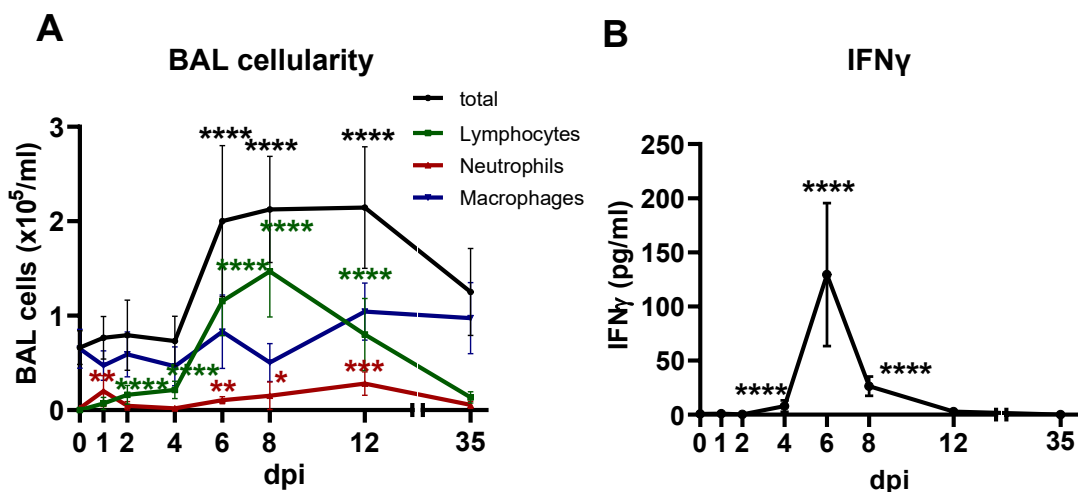 A
BAL cellularity
total
Lymphocytes
Neutrophils
Macrophages
BAL cells (x10⁵/ml)
3
2
1
0
**** **** ****
**** **** ****
**** ****
** ** * ***
0 1 2 4 6 8 12 35
dpi
B
IFNγ
IFNγ (pg/ml)
250
200
150
100
50
0
****
**** ****
0 1 2 4 6 8 12 35
dpi